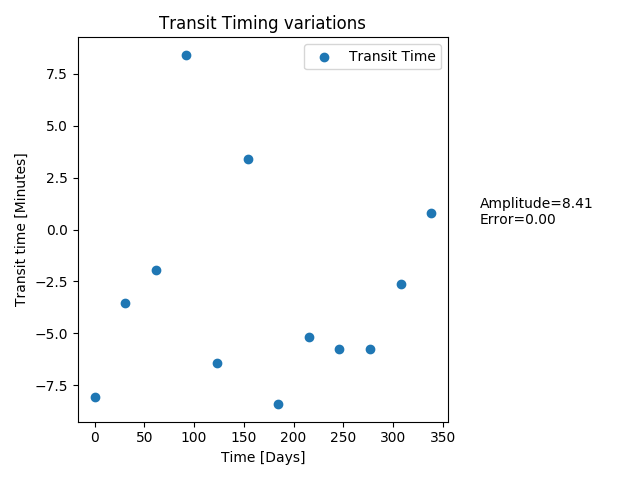 Transit Timing variations
Transit Time
Transit time [Minutes]
7.5
5.0
2.5
0.0
−2.5
−5.0
−7.5
Amplitude=8.41
Error=0.00
0 50 100 150 200 250 300 350
Time [Days]